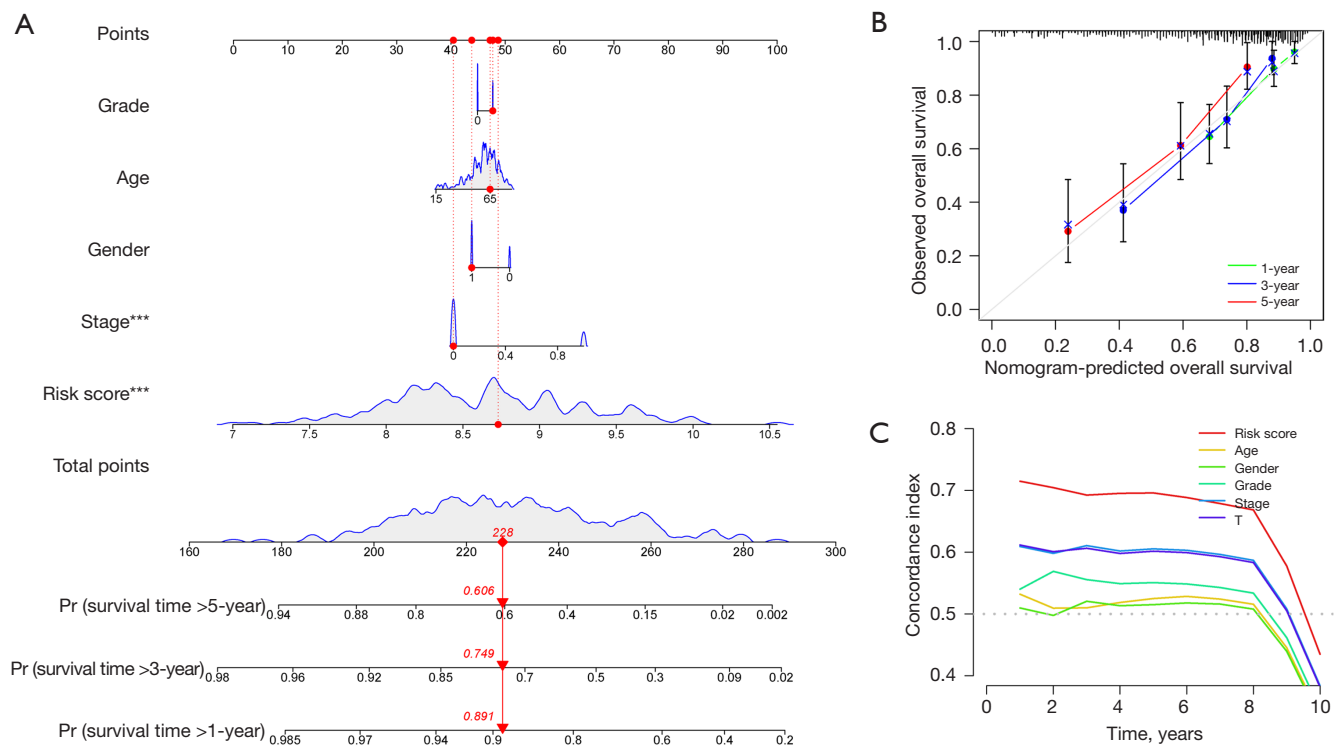 A
Points
0 10 20 30 40 50 60 70 80 90 100
Grade
0
Age
15 65
Gender
1 0
Stage***
0 0.4 0.8
Risk score***
7 7.5 8 8.5 9 9.5 10 10.5
Total points
228
160 180 200 220 240 260 280 300
0.606
Pr (survival time >5-year)
0.94 0.88 0.8 0.6 0.4 0.15 0.02 0.002
0.749
Pr (survival time >3-year)
0.98 0.96 0.92 0.85 0.7 0.5 0.3 0.09 0.02
0.891
Pr (survival time >1-year)
0.985 0.97 0.94 0.9 0.8 0.6 0.4 0.2
B
Observed overall survival
1.0
0.8
0.6
0.4
0.2
0.0
1-year
3-year
5-year
0.0 0.2 0.4 0.6 0.8 1.0
Nomogram-predicted overall survival
C
Concordance index
0.8
0.7
0.6
0.5
0.4
Risk score
Age
Gender
Grade
Stage
T
0 2 4 6 8 10
Time, years